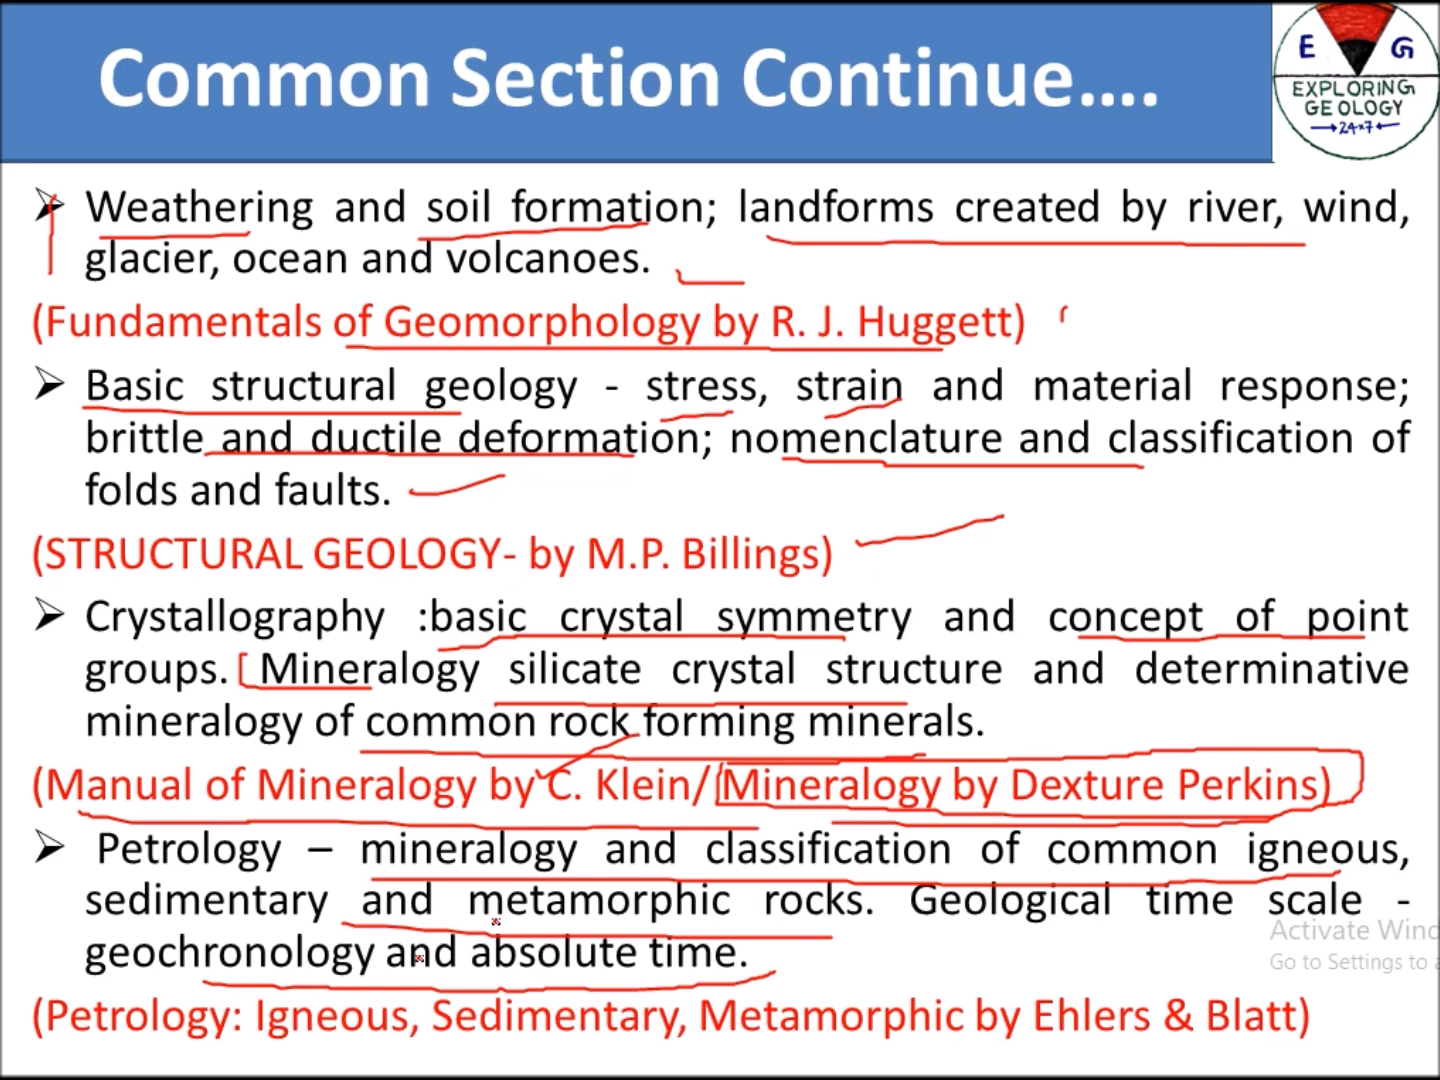 Common Section Continue....
E G
EXPLORING
GEOLOGY
24x7
➢ Weathering and soil formation; landforms created by river, wind,
glacier, ocean and volcanoes.
(Fundamentals of Geomorphology by R. J. Huggett)
➢ Basic structural geology - stress, strain and material response;
brittle and ductile deformation; nomenclature and classification of
folds and faults.
(STRUCTURAL GEOLOGY- by M.P. Billings)
➢ Crystallography :basic crystal symmetry and concept of point
groups. Mineralogy silicate crystal structure and determinative
mineralogy of common rock forming minerals.
(Manual of Mineralogy by C. Klein/(Mineralogy by Dexture Perkins)
➢ Petrology – mineralogy and classification of common igneous,
sedimentary and metamorphic rocks. Geological time scale -
geochronology and absolute time.
Activate Wind
Go to Settings to a
(Petrology: Igneous, Sedimentary, Metamorphic by Ehlers & Blatt)